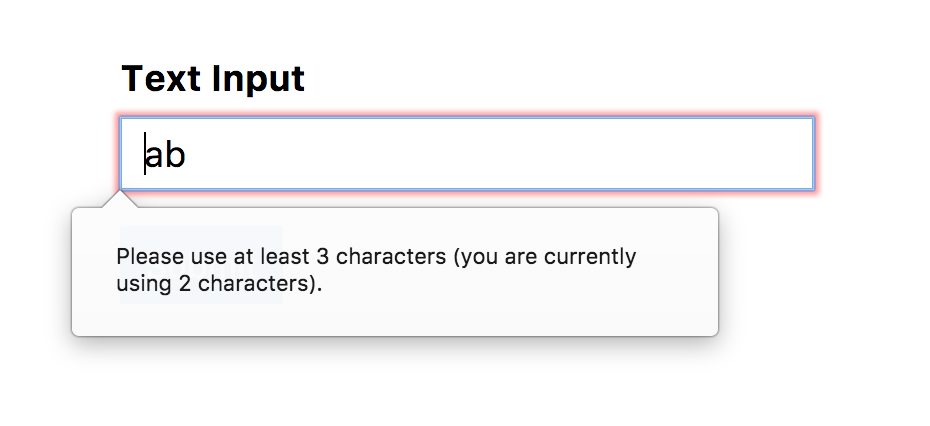 Text Input
ab
Please use at least 3 characters (you are currently
using 2 characters).